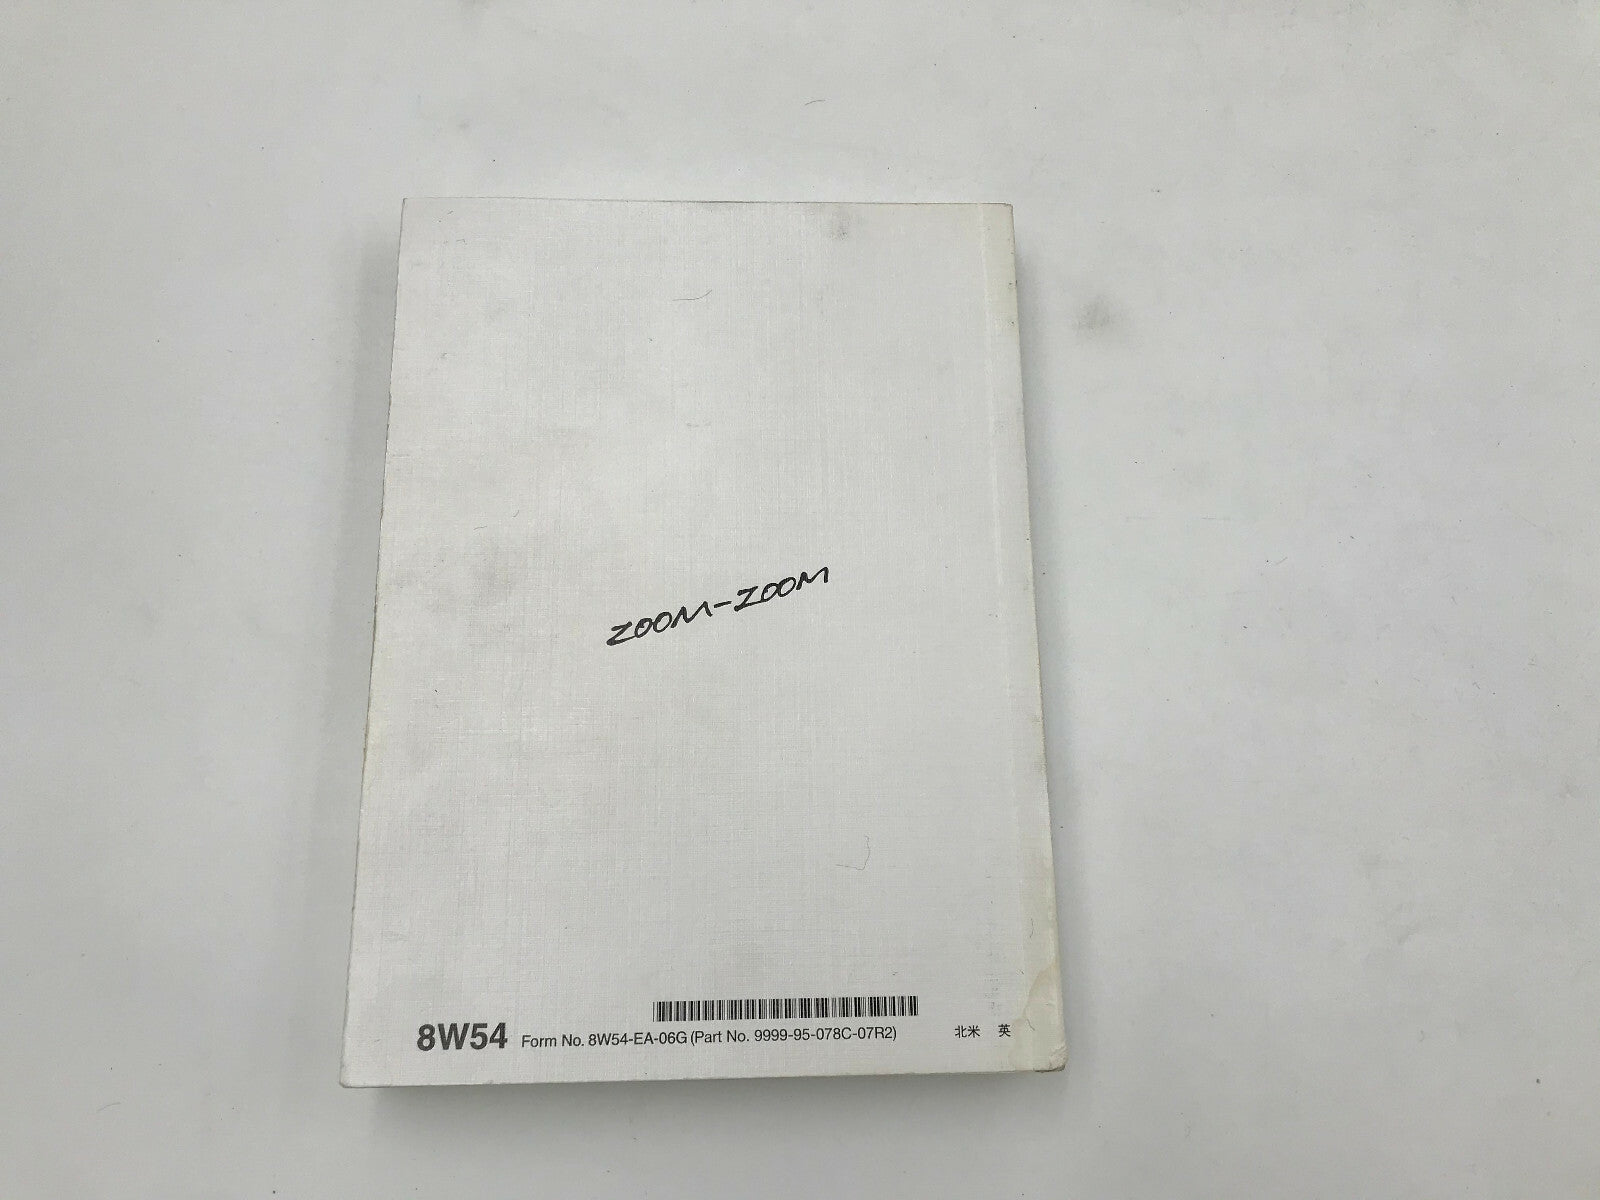 ZOOM-ZOOM
8W54 Form No. 8W54-EA-06G (Part No. 9999-95-078C-07R2) 北米 英